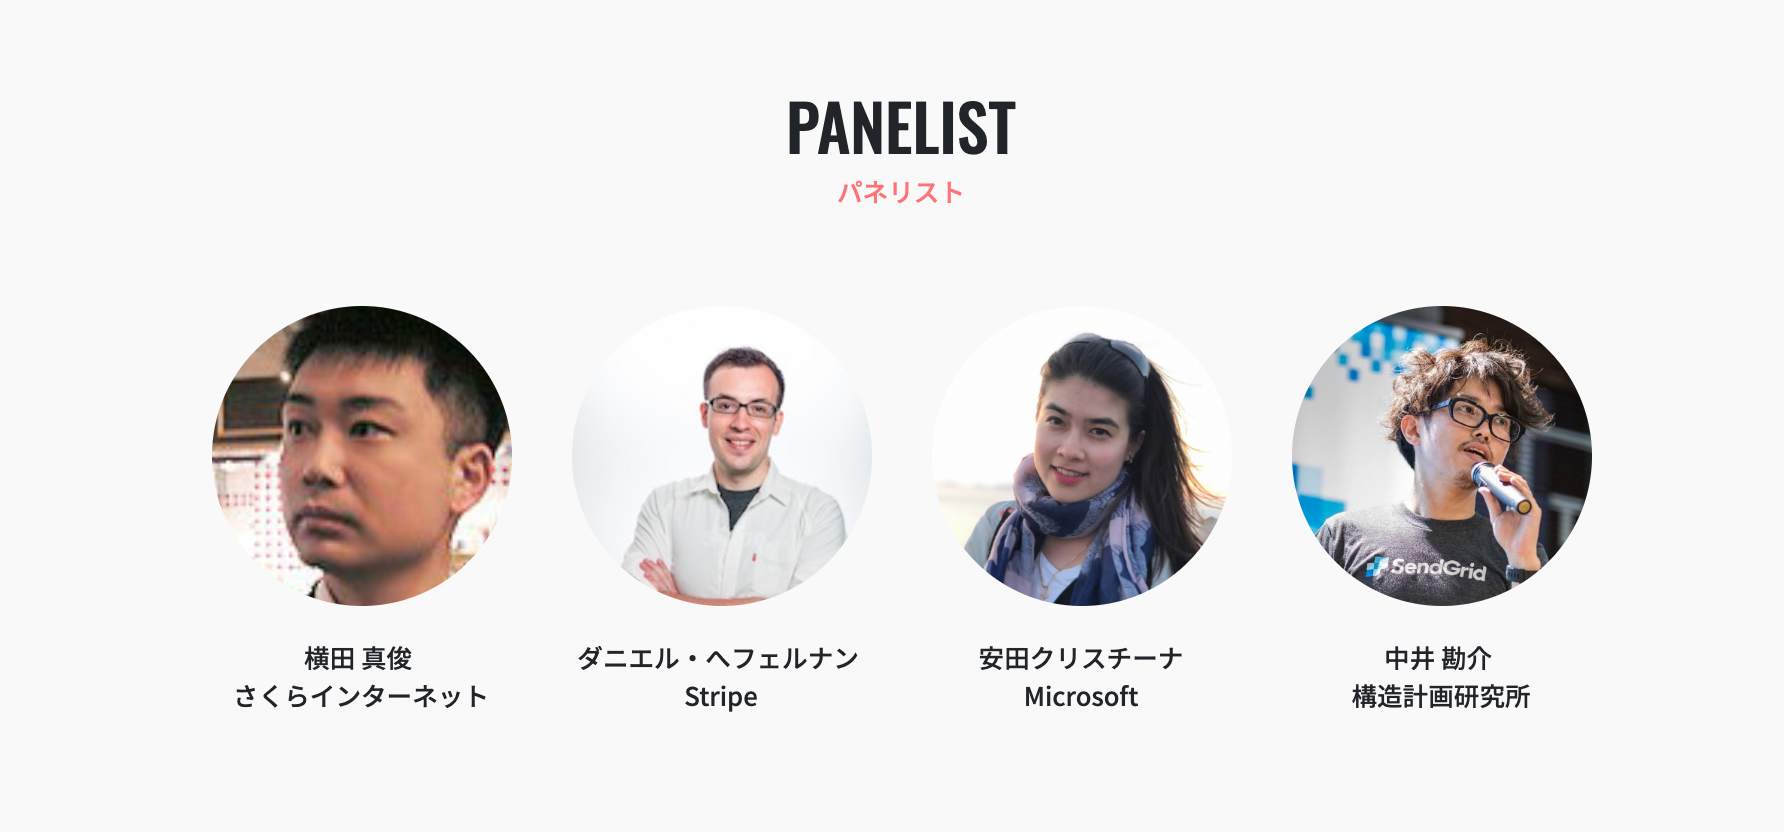 PANELIST
パネリスト
SendGrid
横田 真俊
さくらインターネット
ダニエル・ヘフェルナン
Stripe
安田クリスチーナ
Microsoft
中井 勘介
構造計画研究所